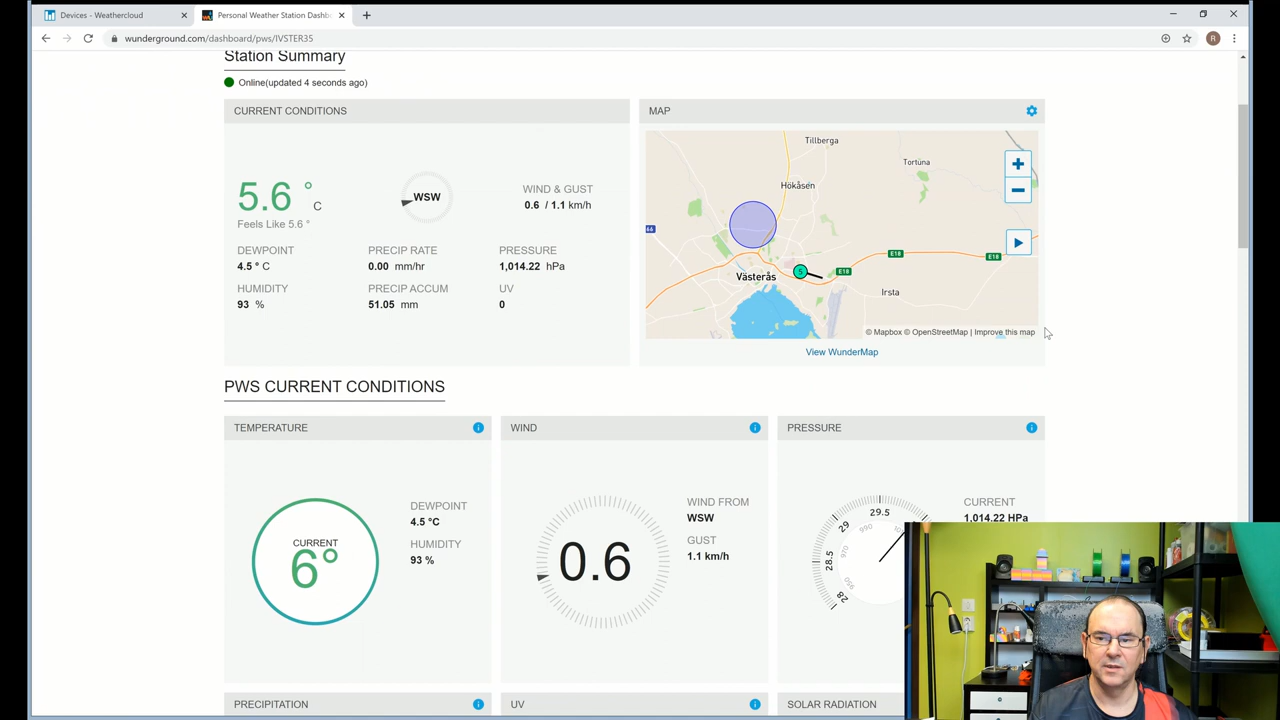 Devices - Weathercloud
Personal Weather Station Dashb
wunderground.com/dashboard/pws/IVSTER35
R
Station Summary
Online(updated 4 seconds ago)
CURRENT CONDITIONS
5.6 °
C
Feels Like 5.6 °
WSW
WIND & GUST
0.6 / 1.1 km/h
DEWPOINT
4.5 ° C
PRECIP RATE
0.00 mm/hr
PRESSURE
1,014.22 hPa
HUMIDITY
93 %
PRECIP ACCUM
51.05 mm
UV
0
MAP
Tillberga
Tortuna
Hökåsen
66
E18
E18
E18
5
Västerås
Irsta
© Mapbox © OpenStreetMap | Improve this map
View WunderMap
PWS CURRENT CONDITIONS
TEMPERATURE
CURRENT
6°
DEWPOINT
4.5 °C
HUMIDITY
93 %
WIND
0.6
WIND FROM
WSW
GUST
1.1 km/h
PRESSURE
29.5
29
28.5
28
990
970
950
CURRENT
1,014.22 HPa
PRECIPITATION
UV
SOLAR RADIATION